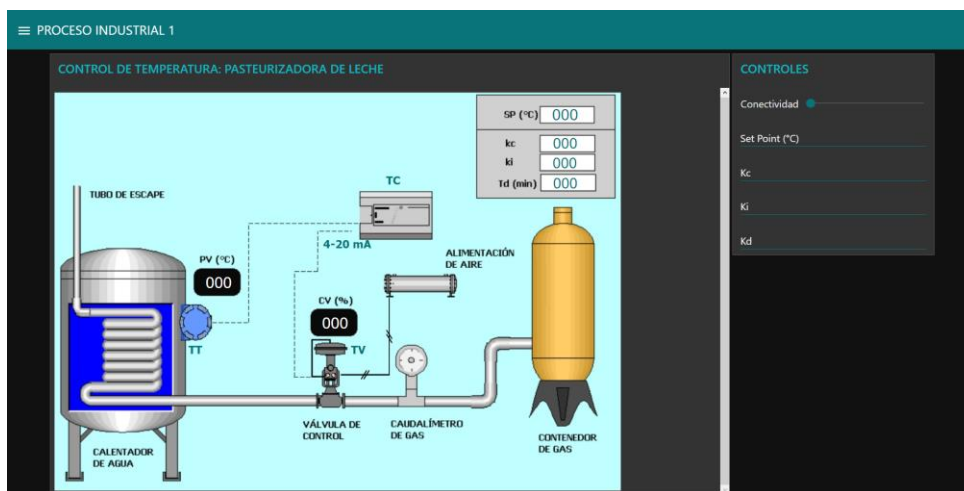 PROCESO INDUSTRIAL 1
CONTROL DE TEMPERATURA: PASTEURIZADORA DE LECHE
SP (°C) 000
kc 000
ki 000
Td (min) 000
TC
TUBO DE ESCAPE
4-20 mA
ALIMENTACIÓN
DE AIRE
PV (°C)
000
CV (%)
000
TT
TV
VÁLVULA DE
CONTROL
CAUDALÍMETRO
DE GAS
CONTENEDOR
DE GAS
CALENTADOR
DE AGUA
CONTROLES
Conectividad
Set Point (°C)
Kc
Ki
Kd